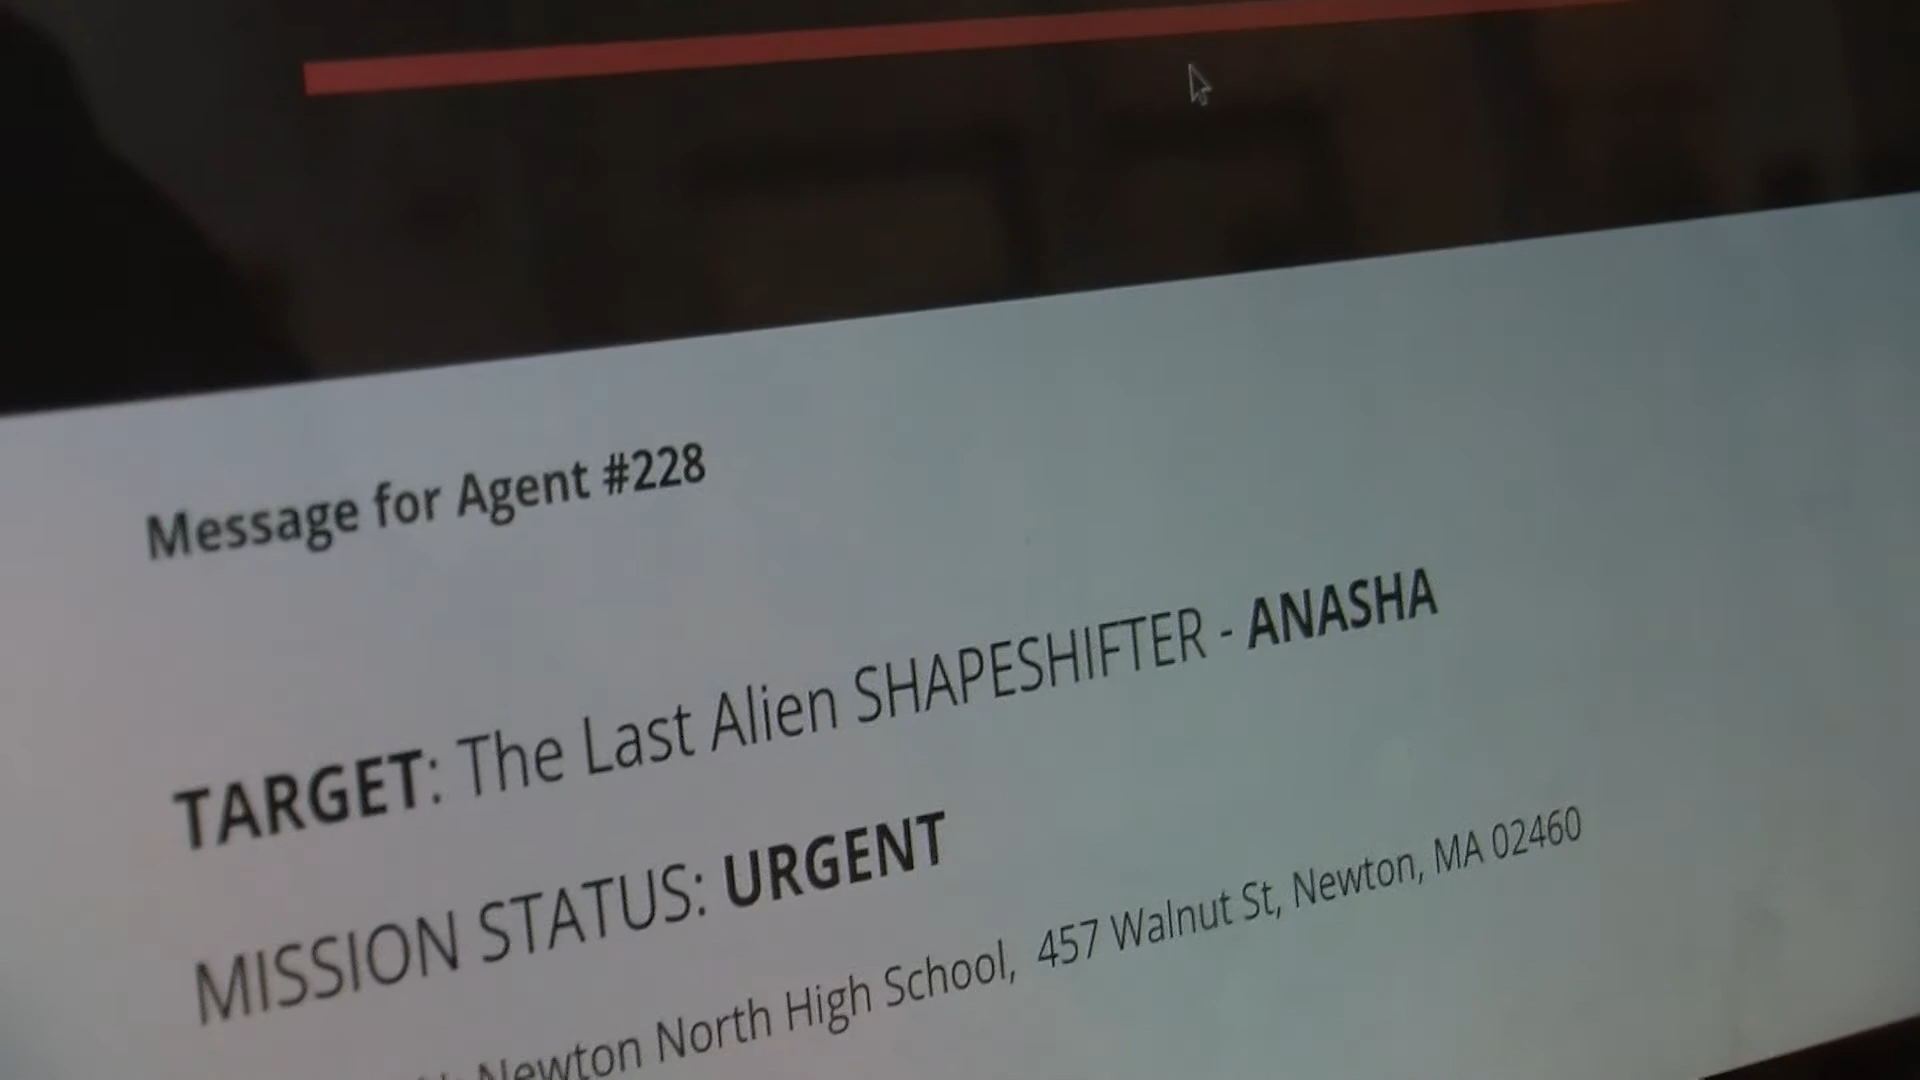 Message for Agent #228
TARGET: The Last Alien SHAPESHIFTER - ANASHA
MISSION STATUS: URGENT
Newton North High School, 457 Walnut St, Newton, MA 02460